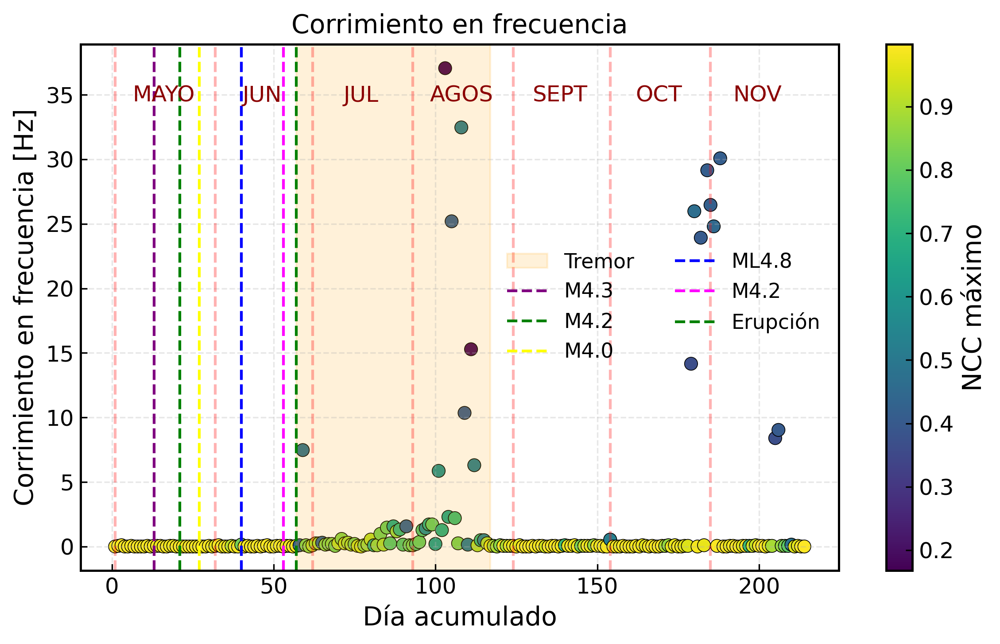 Corrimiento en frecuencia
Corrimiento en frecuencia [Hz]
35
30
25
20
15
10
5
0
MAYO JUN JUL AGOS SEPT OCT NOV
Tremor
M4.3
M4.2
M4.0
ML4.8
M4.2
Erupción
0 50 100 150 200
Día acumulado
0.9
0.8
0.7
0.6
0.5
0.4
0.3
0.2
NCC máximo